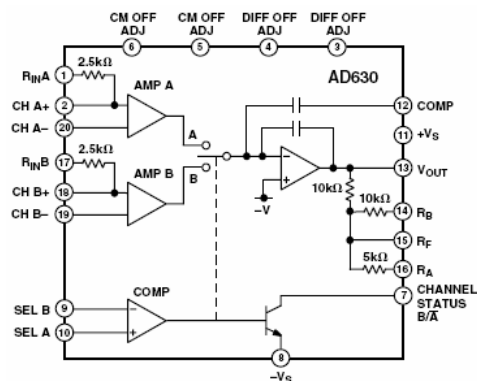 CM OFF ADJ
CM OFF ADJ
DIFF OFF ADJ
DIFF OFF ADJ
6
5
4
3
AD630
RINA
1
2.5kΩ
CH A+
2
AMP A
CH A–
20
A
RINB
17
2.5kΩ
B
AMP B
CH B+
18
CH B–
19
–V
12
COMP
11
+VS
13
VOUT
10kΩ
10kΩ
14
RB
15
RF
5kΩ
16
RA
7
CHANNEL STATUS B/A̅
SEL B
9
COMP
SEL A
10
–
+
–
+
8
–VS